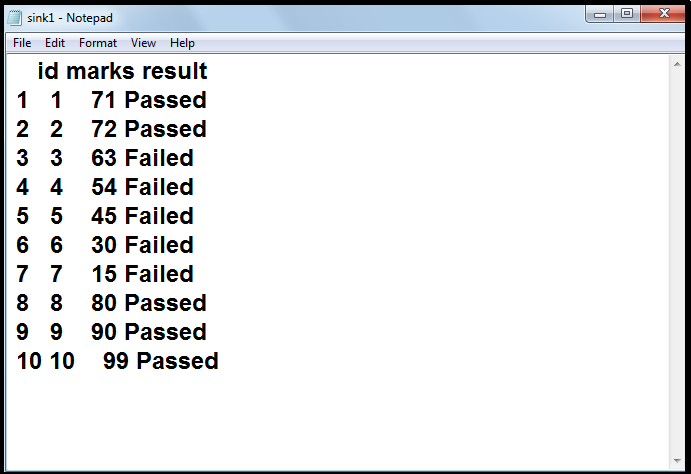 sink1 - Notepad
File Edit Format View Help
id marks result
1 1 71 Passed
2 2 72 Passed
3 3 63 Failed
4 4 54 Failed
5 5 45 Failed
6 6 30 Failed
7 7 15 Failed
8 8 80 Passed
9 9 90 Passed
10 10 99 Passed